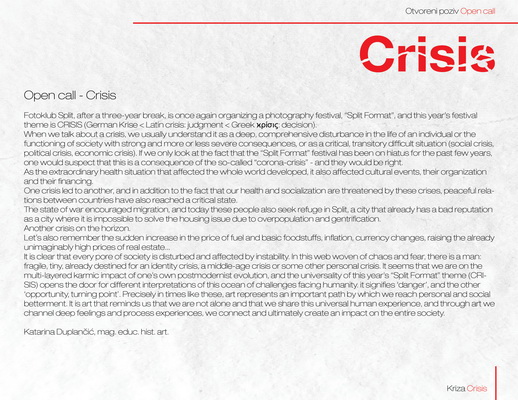 Otvoreni poziv Open call
Crisis
Open call - Crisis
Fotoklub Split, after a three-year break, is once again organizing a photography festival, "Split Format", and this year's festival
theme is CRISIS (German Krise < Latin crisis: judgment < Greek κρίσις: decision).
When we talk about a crisis, we usually understand it as a deep, comprehensive disturbance in the life of an individual or the
functioning of society with strong and more or less severe consequences, or as a critical, transitory difficult situation (social crisis,
political crisis, economic crisis). If we only look at the fact that the "Split Format" festival has been on hiatus for the past few years,
one would suspect that this is a consequence of the so-called "corona-crisis" - and they would be right.
As the extraordinary health situation that affected the whole world developed, it also affected cultural events, their organization
and their financing.
One crisis led to another, and in addition to the fact that our health and socialization are threatened by these crises, peaceful rela-
tions between countries have also reached a critical state.
The state of war encouraged migration, and today these people also seek refuge in Split, a city that already has a bad reputation
as a city where it is impossible to solve the housing issue due to overpopulation and gentrification.
Another crisis on the horizon.
Let's also remember the sudden increase in the price of fuel and basic foodstuffs, inflation, currency changes, raising the already
unimaginably high prices of real estate...
It is clear that every pore of society is disturbed and affected by instability. In this web woven of chaos and fear, there is a man:
fragile, tiny, already destined for an identity crisis, a middle-age crisis or some other personal crisis. It seems that we are on the
multi-layered karmic impact of one's own postmodernist evolution, and the universality of this year's "Split Format" theme (CRI-
SIS) opens the door for different interpretations of this ocean of challenges facing humanity: it signifies 'danger', and the other
'opportunity, turning point'. Precisely in times like these, art represents an important path by which we reach personal and social
betterment. It is art that reminds us that we are not alone and that we share this universal human experience, and through art we
channel deep feelings and process experiences, we connect and ultimately create an impact on the entire society.
Katarina Duplančić, mag. educ. hist. art.
Kriza Crisis